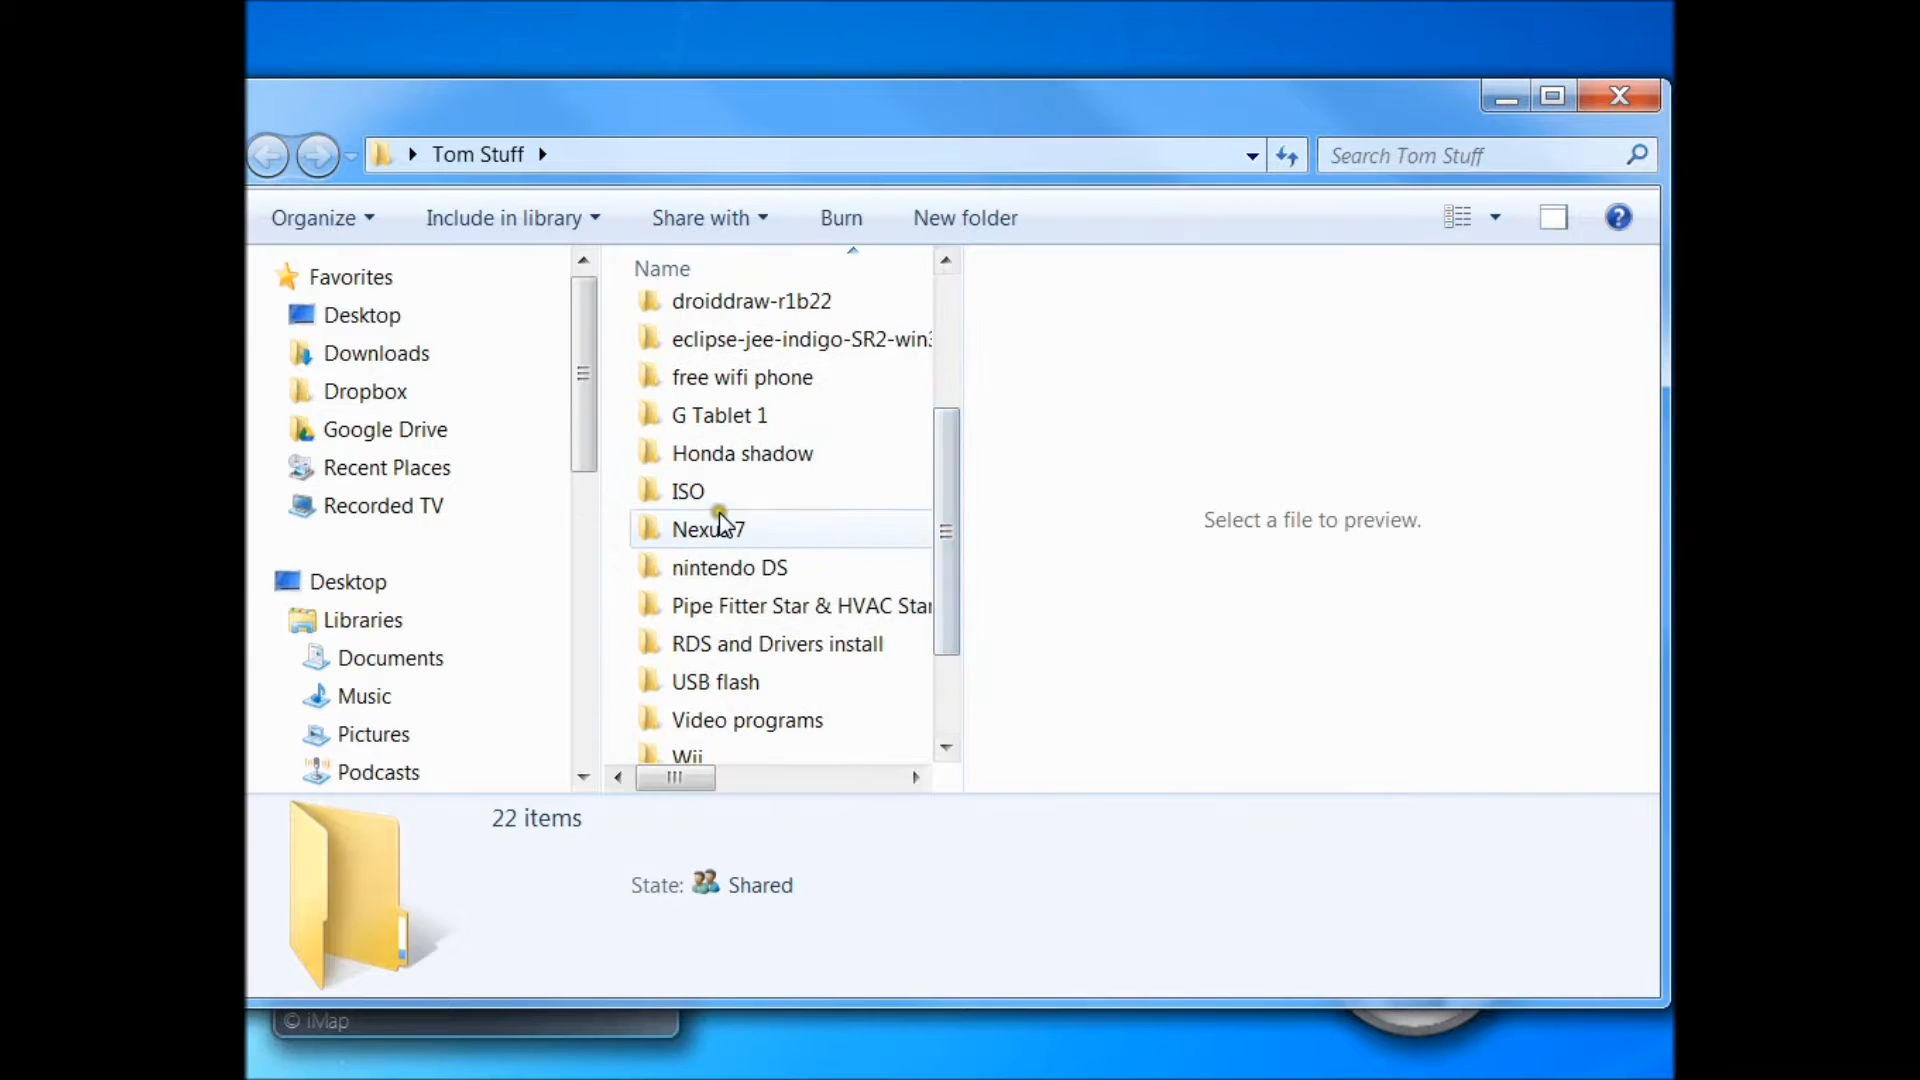 Tom Stuff
Search Tom Stuff
Organize
Include in library
Share with
Burn
New folder
Favorites
Desktop
Downloads
Dropbox
Google Drive
Recent Places
Recorded TV
Desktop
Libraries
Documents
Music
Pictures
Podcasts
Name
droiddraw-r1b22
eclipse-jee-indigo-SR2-win3
free wifi phone
G Tablet 1
Honda shadow
ISO
Nexus 7
nintendo DS
Pipe Fitter Star & HVAC Star
RDS and Drivers install
USB flash
Video programs
Wii
Select a file to preview.
22 items
State: Shared
© iMap